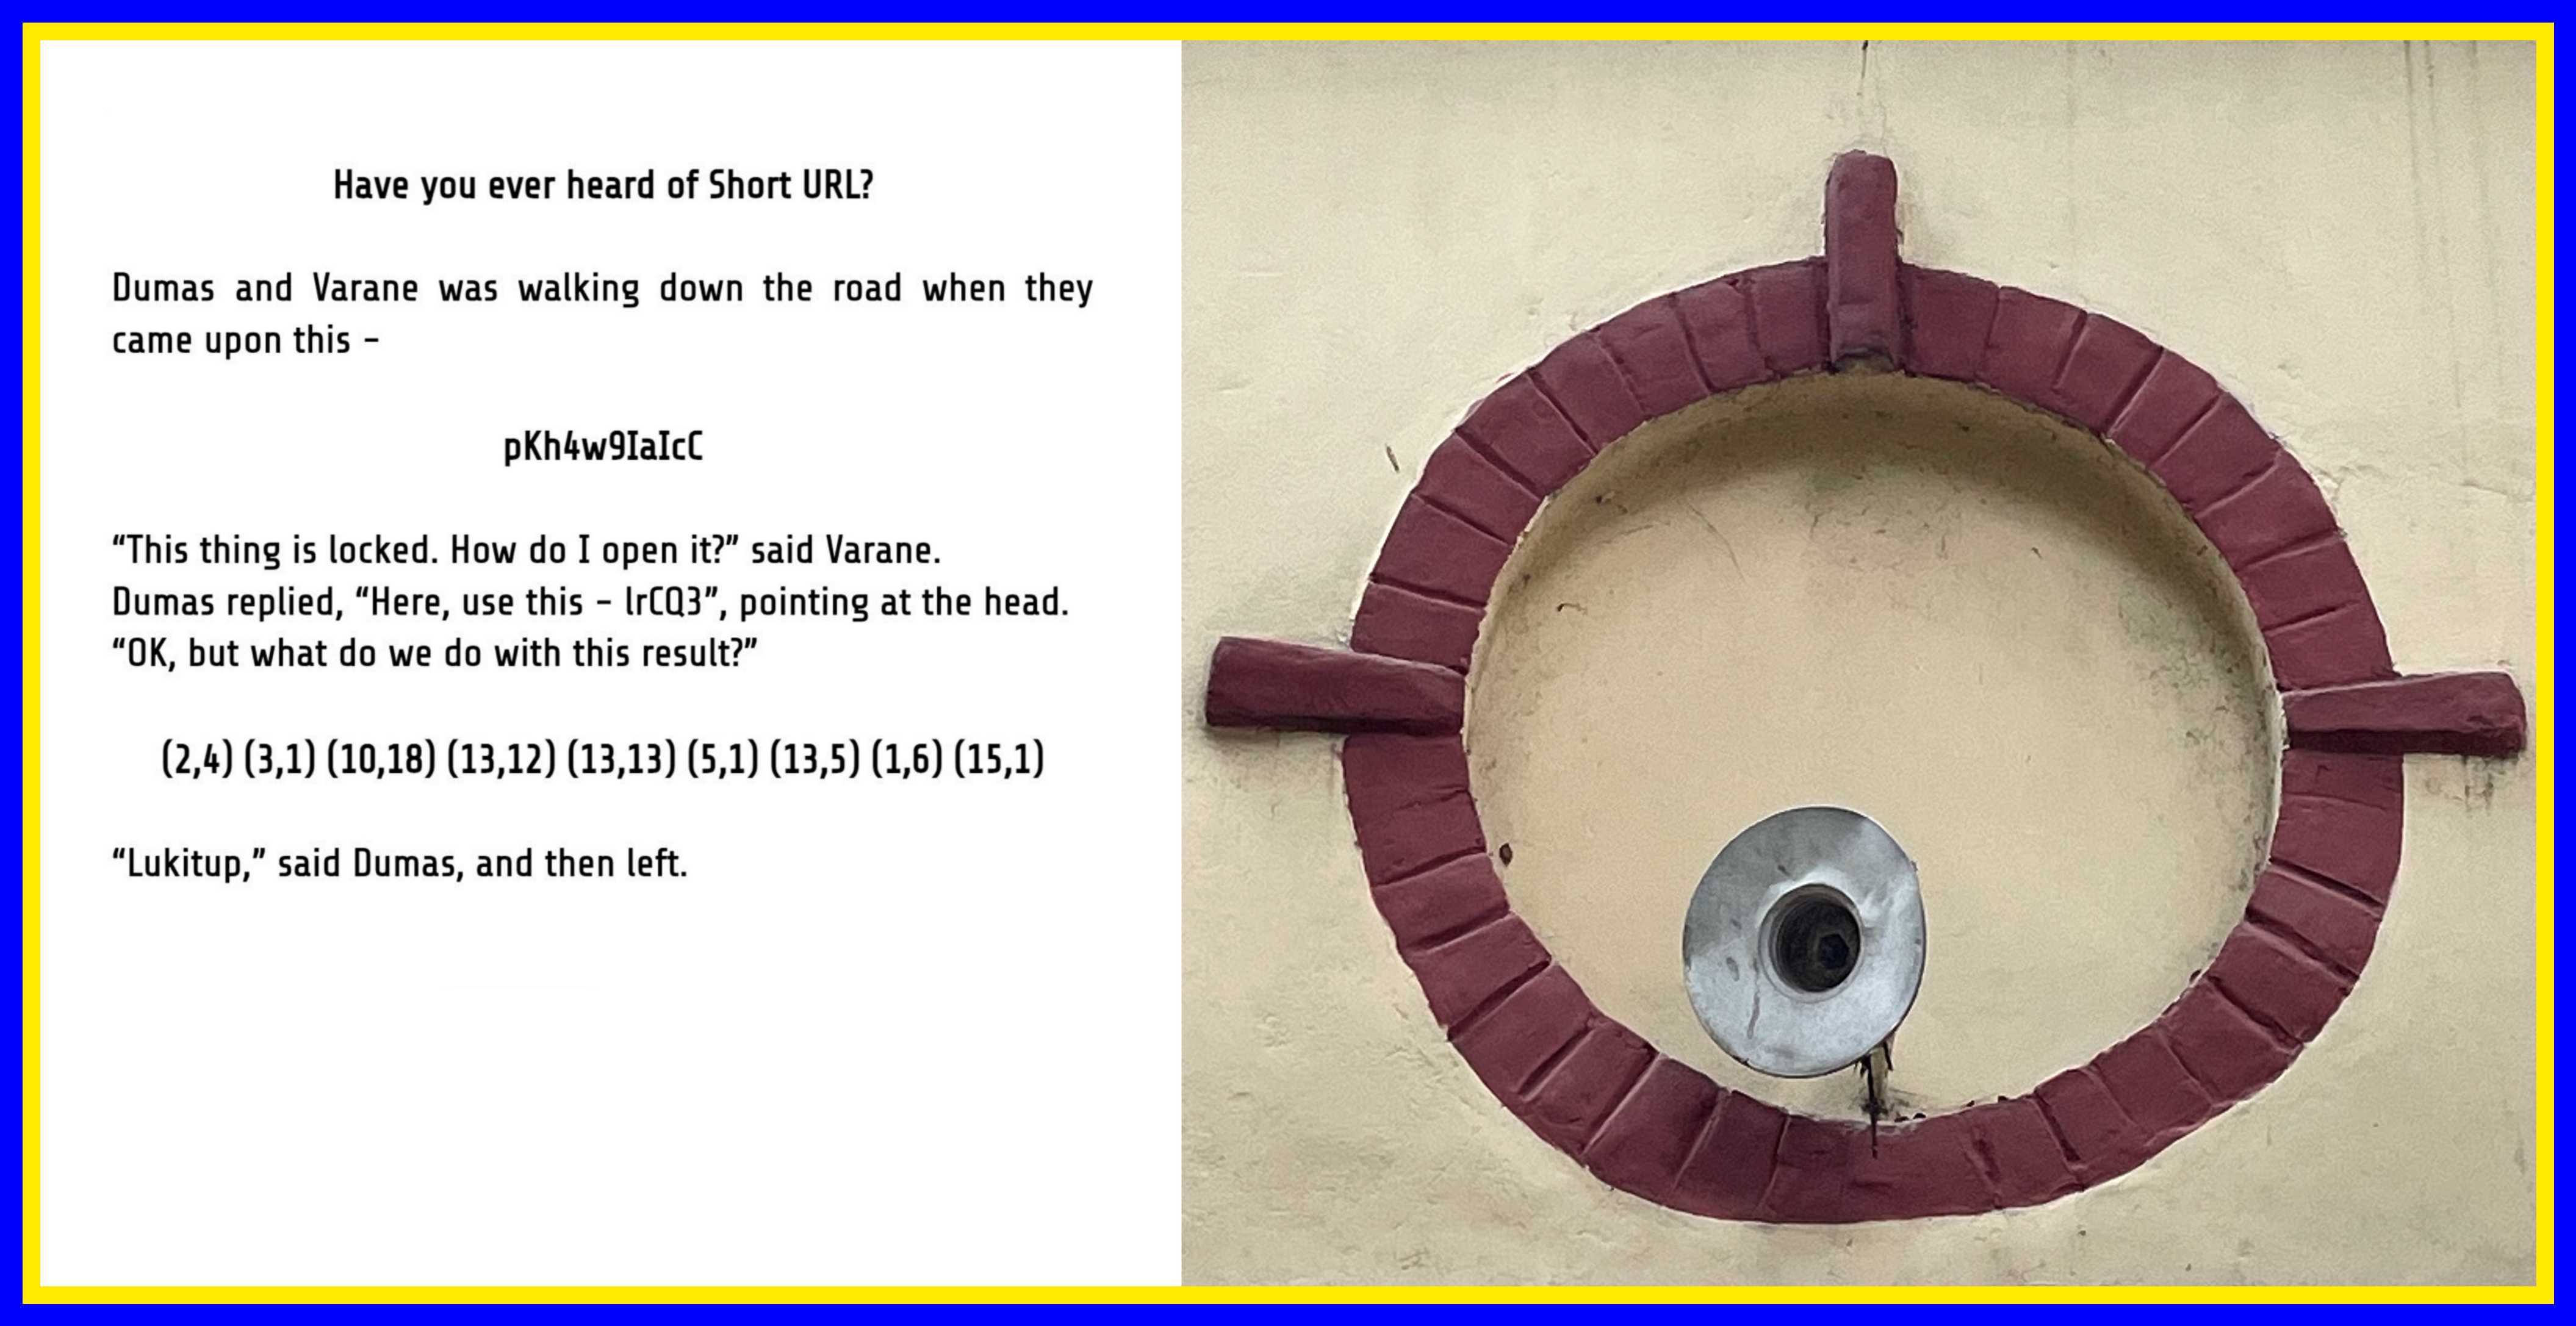 Have you ever heard of Short URL?
Dumas and Varane was walking down the road when they
came upon this –
pKh4w9IaIcC
“This thing is locked. How do I open it?” said Varane.
Dumas replied, “Here, use this – lrCQ3”, pointing at the head.
“OK, but what do we do with this result?”
(2,4) (3,1) (10,18) (13,12) (13,13) (5,1) (13,5) (1,6) (15,1)
“Lukitup,” said Dumas, and then left.